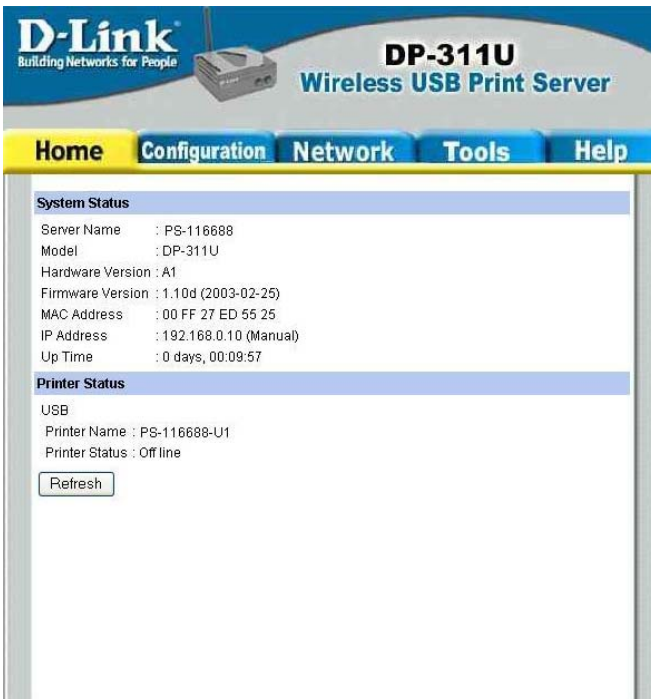 D-Link
Building Networks for People
DP-311U
Wireless USB Print Server
Home Configuration Network Tools Help
System Status
Server Name : PS-116688
Model : DP-311U
Hardware Version : A1
Firmware Version : 1.10d (2003-02-25)
MAC Address : 00 FF 27 ED 55 25
IP Address : 192.168.0.10 (Manual)
Up Time : 0 days, 00:09:57
Printer Status
USB
Printer Name : PS-116688-U1
Printer Status : Off line
Refresh